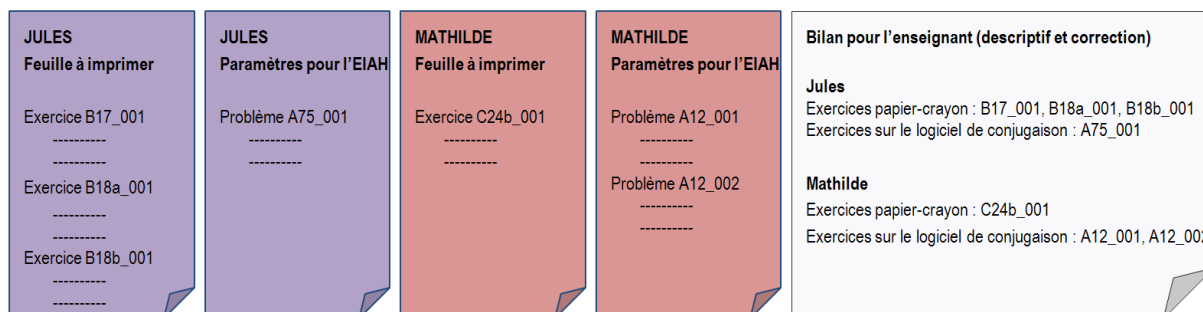 JULES
Feuille à imprimer
Exercice B17_001
----------
----------
Exercice B18a_001
----------
----------
Exercice B18b_001
----------
----------
JULES
Paramètres pour l'EIAH
Problème A75_001
----------
----------
MATHILDE
Feuille à imprimer
Exercice C24b_001
----------
----------
MATHILDE
Paramètres pour l'EIAH
Problème A12_001
----------
----------
Problème A12_002
----------
----------
Bilan pour l'enseignant (descriptif et correction)
Jules
Exercices papier-crayon : B17_001, B18a_001, B18b_001
Exercices sur le logiciel de conjugaison : A75_001
Mathilde
Exercices papier-crayon : C24b_001
Exercices sur le logiciel de conjugaison : A12_001, A12_002